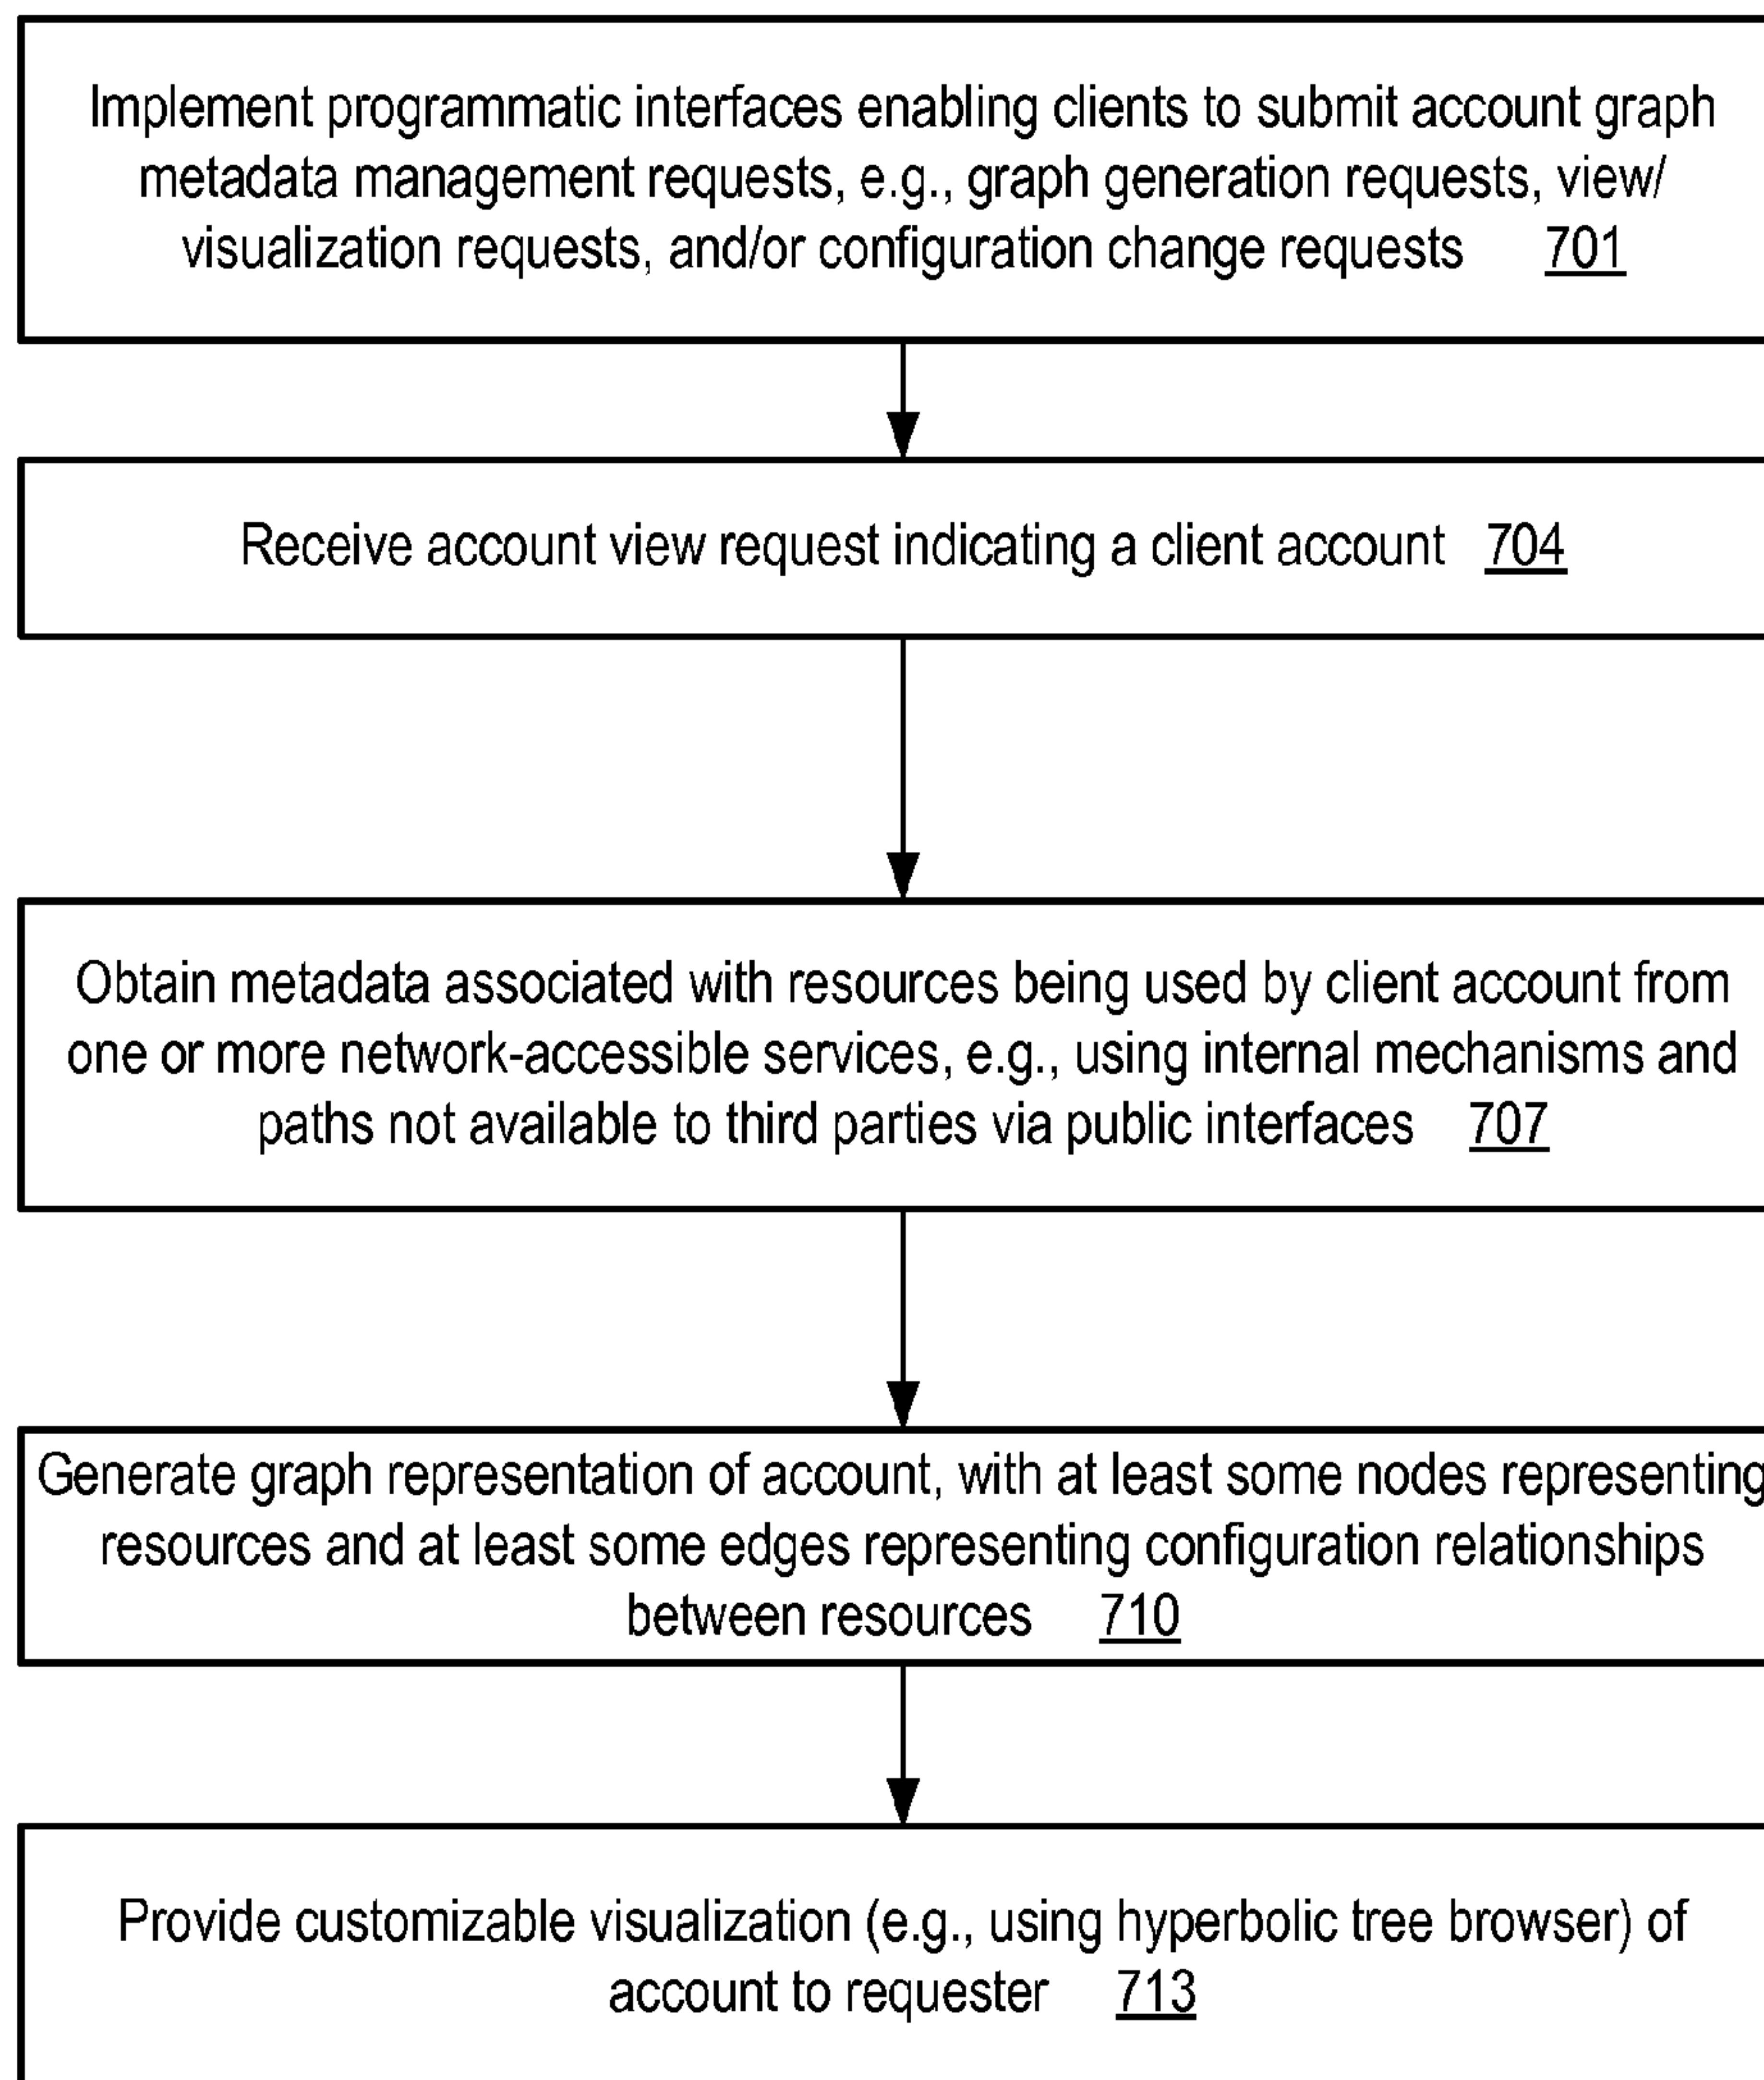 Implement programmatic interfaces enabling clients to submit account graph
metadata management requests, e.g., graph generation requests, view/
visualization requests, and/or configuration change requests 701
Receive account view request indicating a client account 704
Obtain metadata associated with resources being used by client account from
one or more network-accessible services, e.g., using internal mechanisms and
paths not available to third parties via public interfaces 707
Generate graph representation of account, with at least some nodes representing
resources and at least some edges representing configuration relationships
between resources 710
Provide customizable visualization (e.g., using hyperbolic tree browser) of
account to requester 713